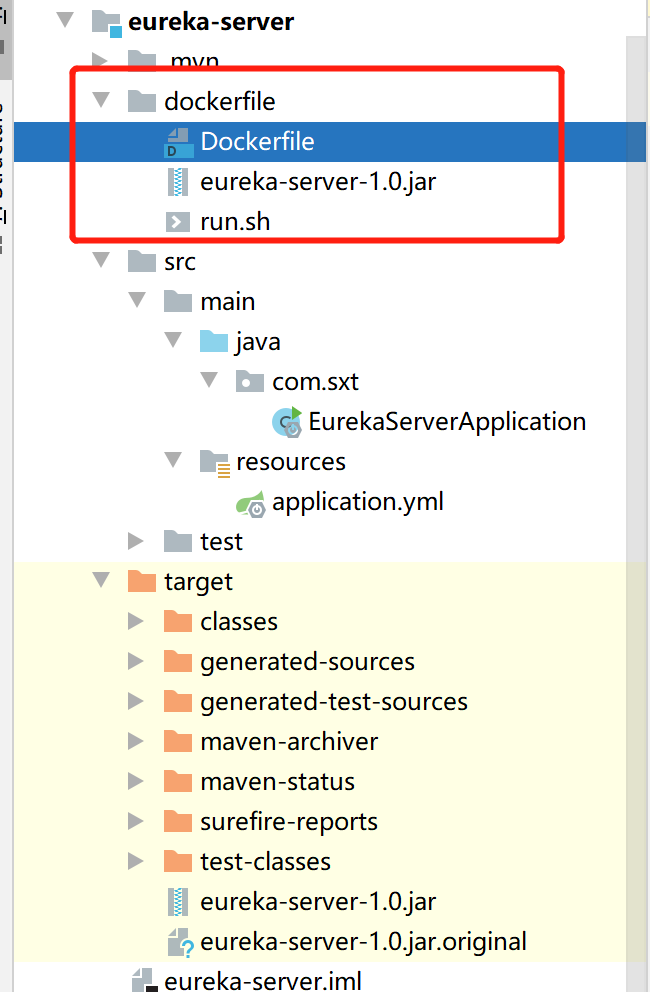 eureka-server
.mvn
dockerfile
Dockerfile
eureka-server-1.0.jar
run.sh
src
main
java
com.sxt
EurekaServerApplication
resources
application.yml
test
target
classes
generated-sources
generated-test-sources
maven-archiver
maven-status
surefire-reports
test-classes
eureka-server-1.0.jar
eureka-server-1.0.jar.original
eureka-server.iml